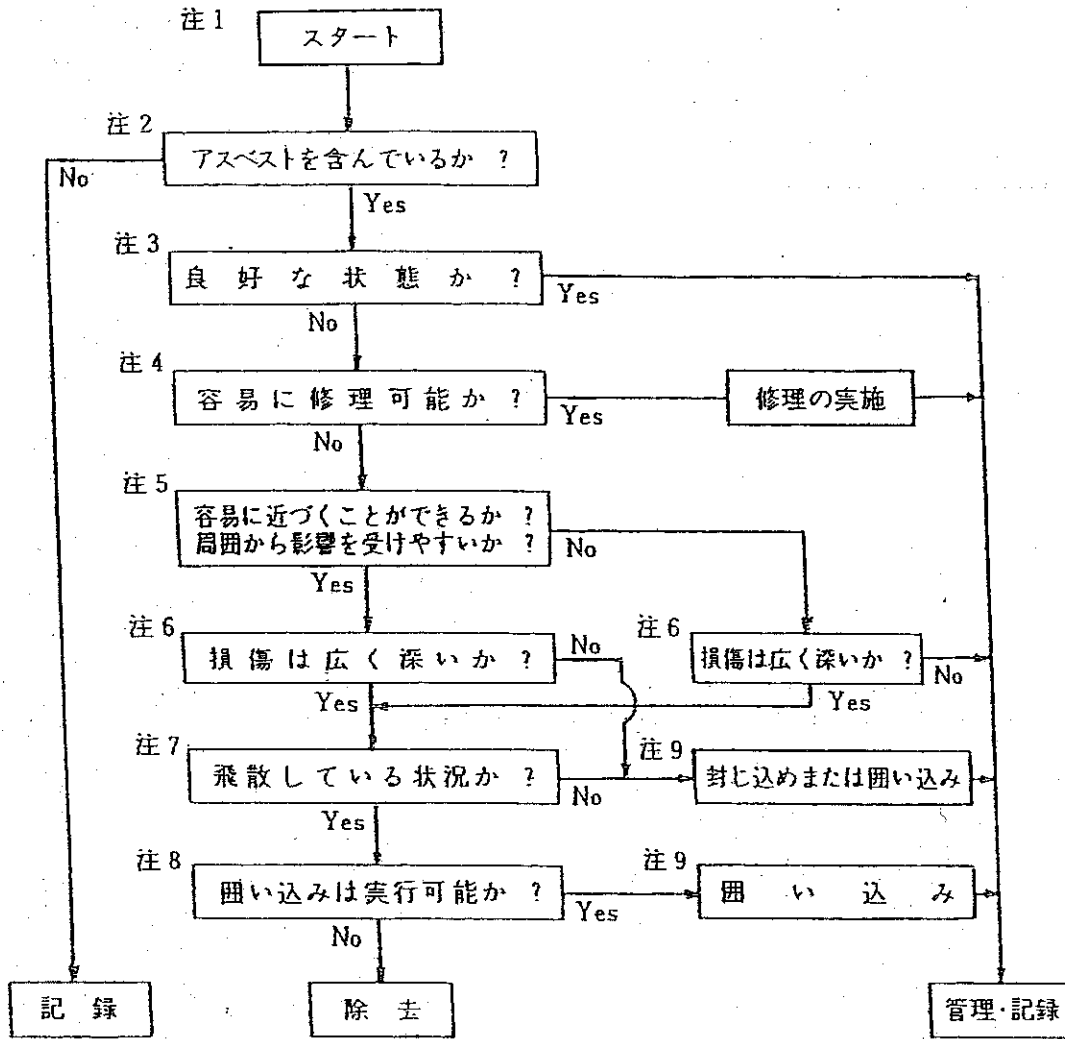 注1
スタート
注2
アスベストを含んでいるか ?
No
Yes
注3
良好な状態か ?
Yes
No
注4
容易に修理可能か ?
Yes
修理の実施
No
注5
容易に近づくことができるか ?
周囲から影響を受けやすいか ?
No
Yes
注6
損傷は広く深いか ?
No
注6
損傷は広く深いか ?
No
Yes
Yes
注7
飛散している状況か ?
No
注9
封じ込めまたは囲い込み
Yes
注8
囲い込みは実行可能か ?
Yes
注9
囲い込み
No
記録
除去
管理・記録